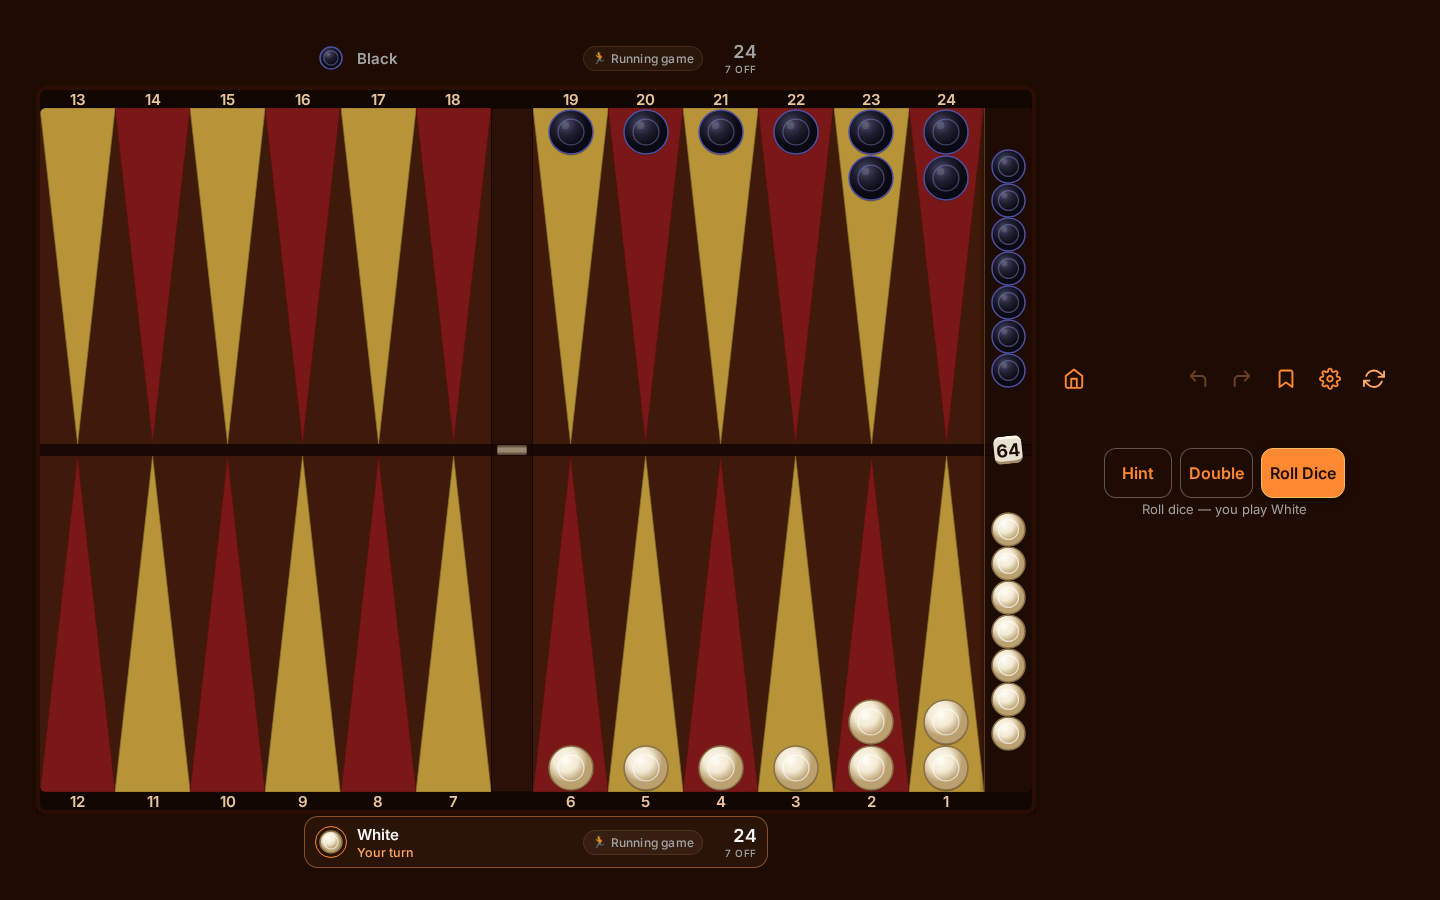 Black
Running game
24
7 OFF
13 14 15 16 17 18 19 20 21 22 23 24
64
Hint Double Roll Dice
Roll dice — you play White
12 11 10 9 8 7 6 5 4 3 2 1
White
Your turn
Running game
24
7 OFF